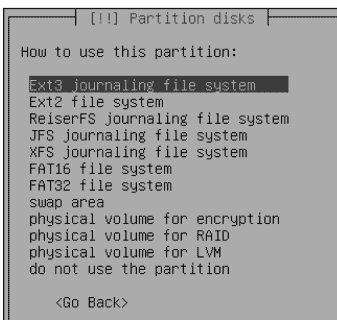 [!!] Partition disks
How to use this partition:
Ext3 journaling file system
Ext2 file system
ReiserFS journaling file system
JFS journaling file system
XFS journaling file system
FAT16 file system
FAT32 file system
swap area
physical volume for encryption
physical volume for RAID
physical volume for LVM
do not use the partition
<Go Back>